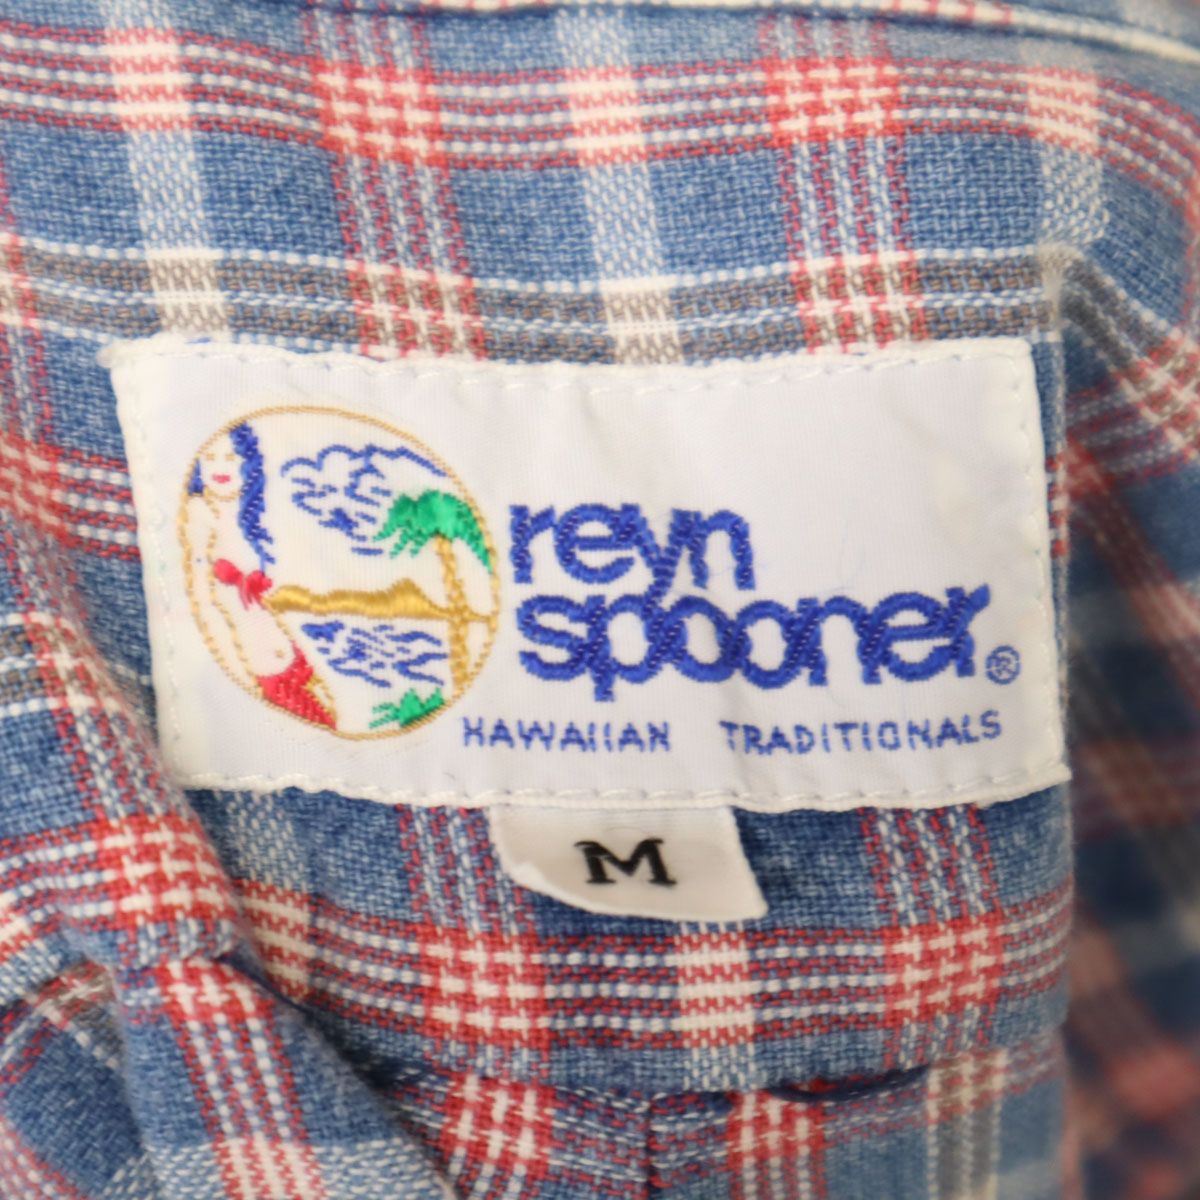 reyn
spooner®
HAWAIIAN TRADITIONALS
M